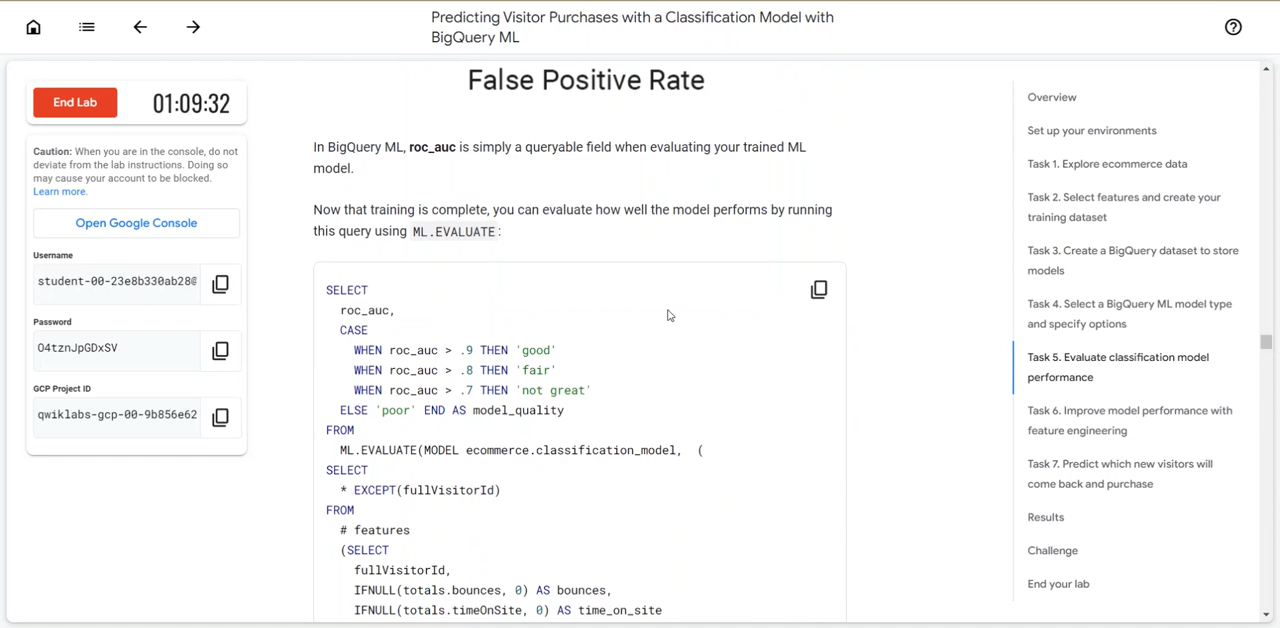 Predicting Visitor Purchases with a Classification Model with
BigQuery ML
End Lab
01:09:32
Caution: When you are in the console, do not
deviate from the lab instructions. Doing so
may cause your account to be blocked.
Learn more.
Open Google Console
Username
student-00-23e8b330ab28@
Password
O4tznJpGDxSV
GCP Project ID
qwiklabs-gcp-00-9b856e62
False Positive Rate
In BigQuery ML, roc_auc is simply a queryable field when evaluating your trained ML
model.
Now that training is complete, you can evaluate how well the model performs by running
this query using ML.EVALUATE:
SELECT
roc_auc,
CASE
WHEN roc_auc > .9 THEN 'good'
WHEN roc_auc > .8 THEN 'fair'
WHEN roc_auc > .7 THEN 'not great'
ELSE 'poor' END AS model_quality
FROM
ML.EVALUATE(MODEL ecommerce.classification_model,  (
SELECT
* EXCEPT(fullVisitorId)
FROM
# features
(SELECT
fullVisitorId,
IFNULL(totals.bounces, 0) AS bounces,
IFNULL(totals.timeOnSite, 0) AS time_on_site
Overview
Set up your environments
Task 1. Explore ecommerce data
Task 2. Select features and create your
training dataset
Task 3. Create a BigQuery dataset to store
models
Task 4. Select a BigQuery ML model type
and specify options
Task 5. Evaluate classification model
performance
Task 6. Improve model performance with
feature engineering
Task 7. Predict which new visitors will
come back and purchase
Results
Challenge
End your lab